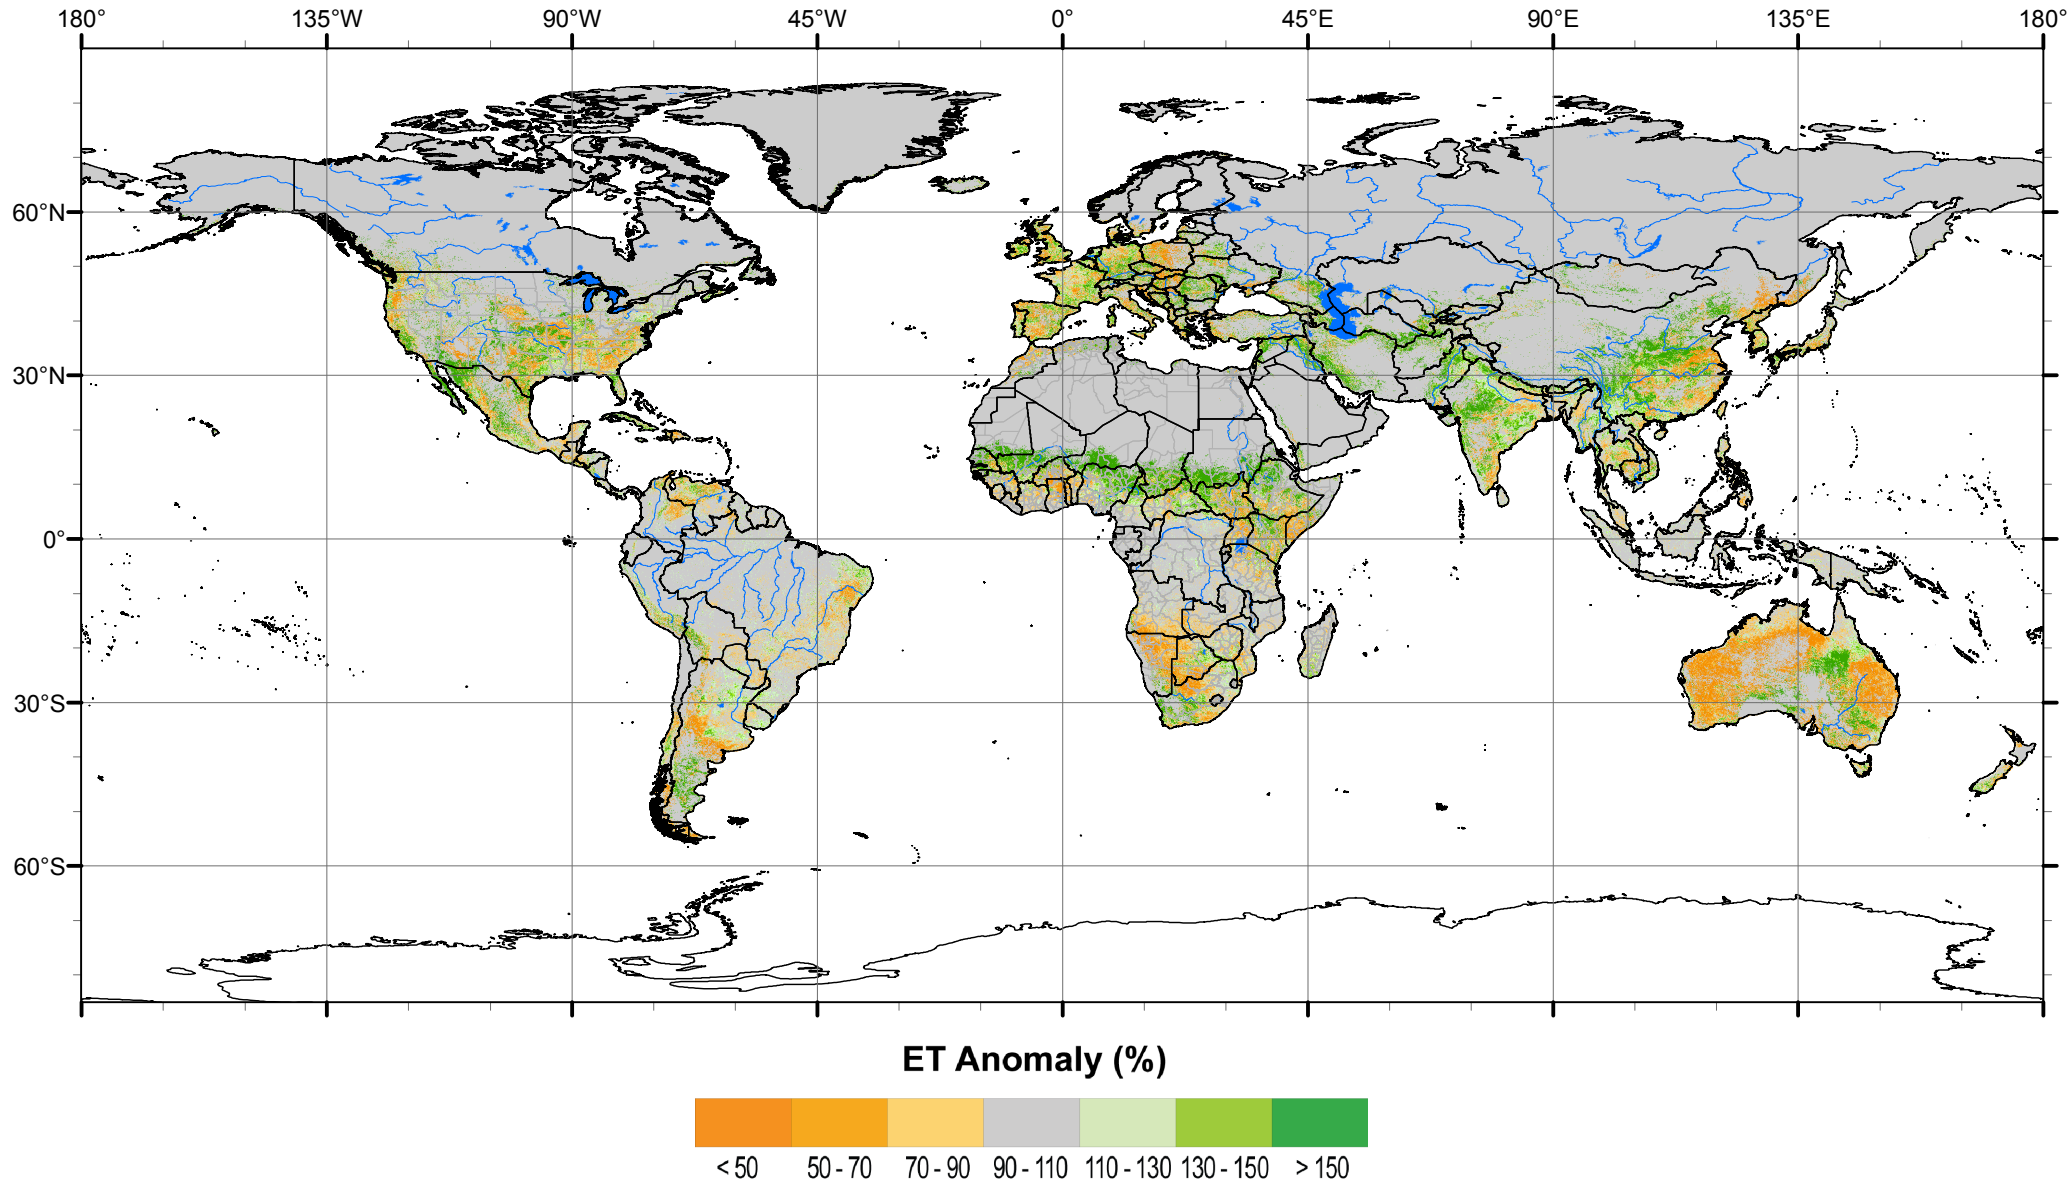 180° 135°W 90°W 45°W 0° 45°E 90°E 135°E 180°
60°N
30°N
0°
30°S
60°S
ET Anomaly (%)
< 50 50 - 70 70 - 90 90 - 110 110 - 130 130 - 150 > 150